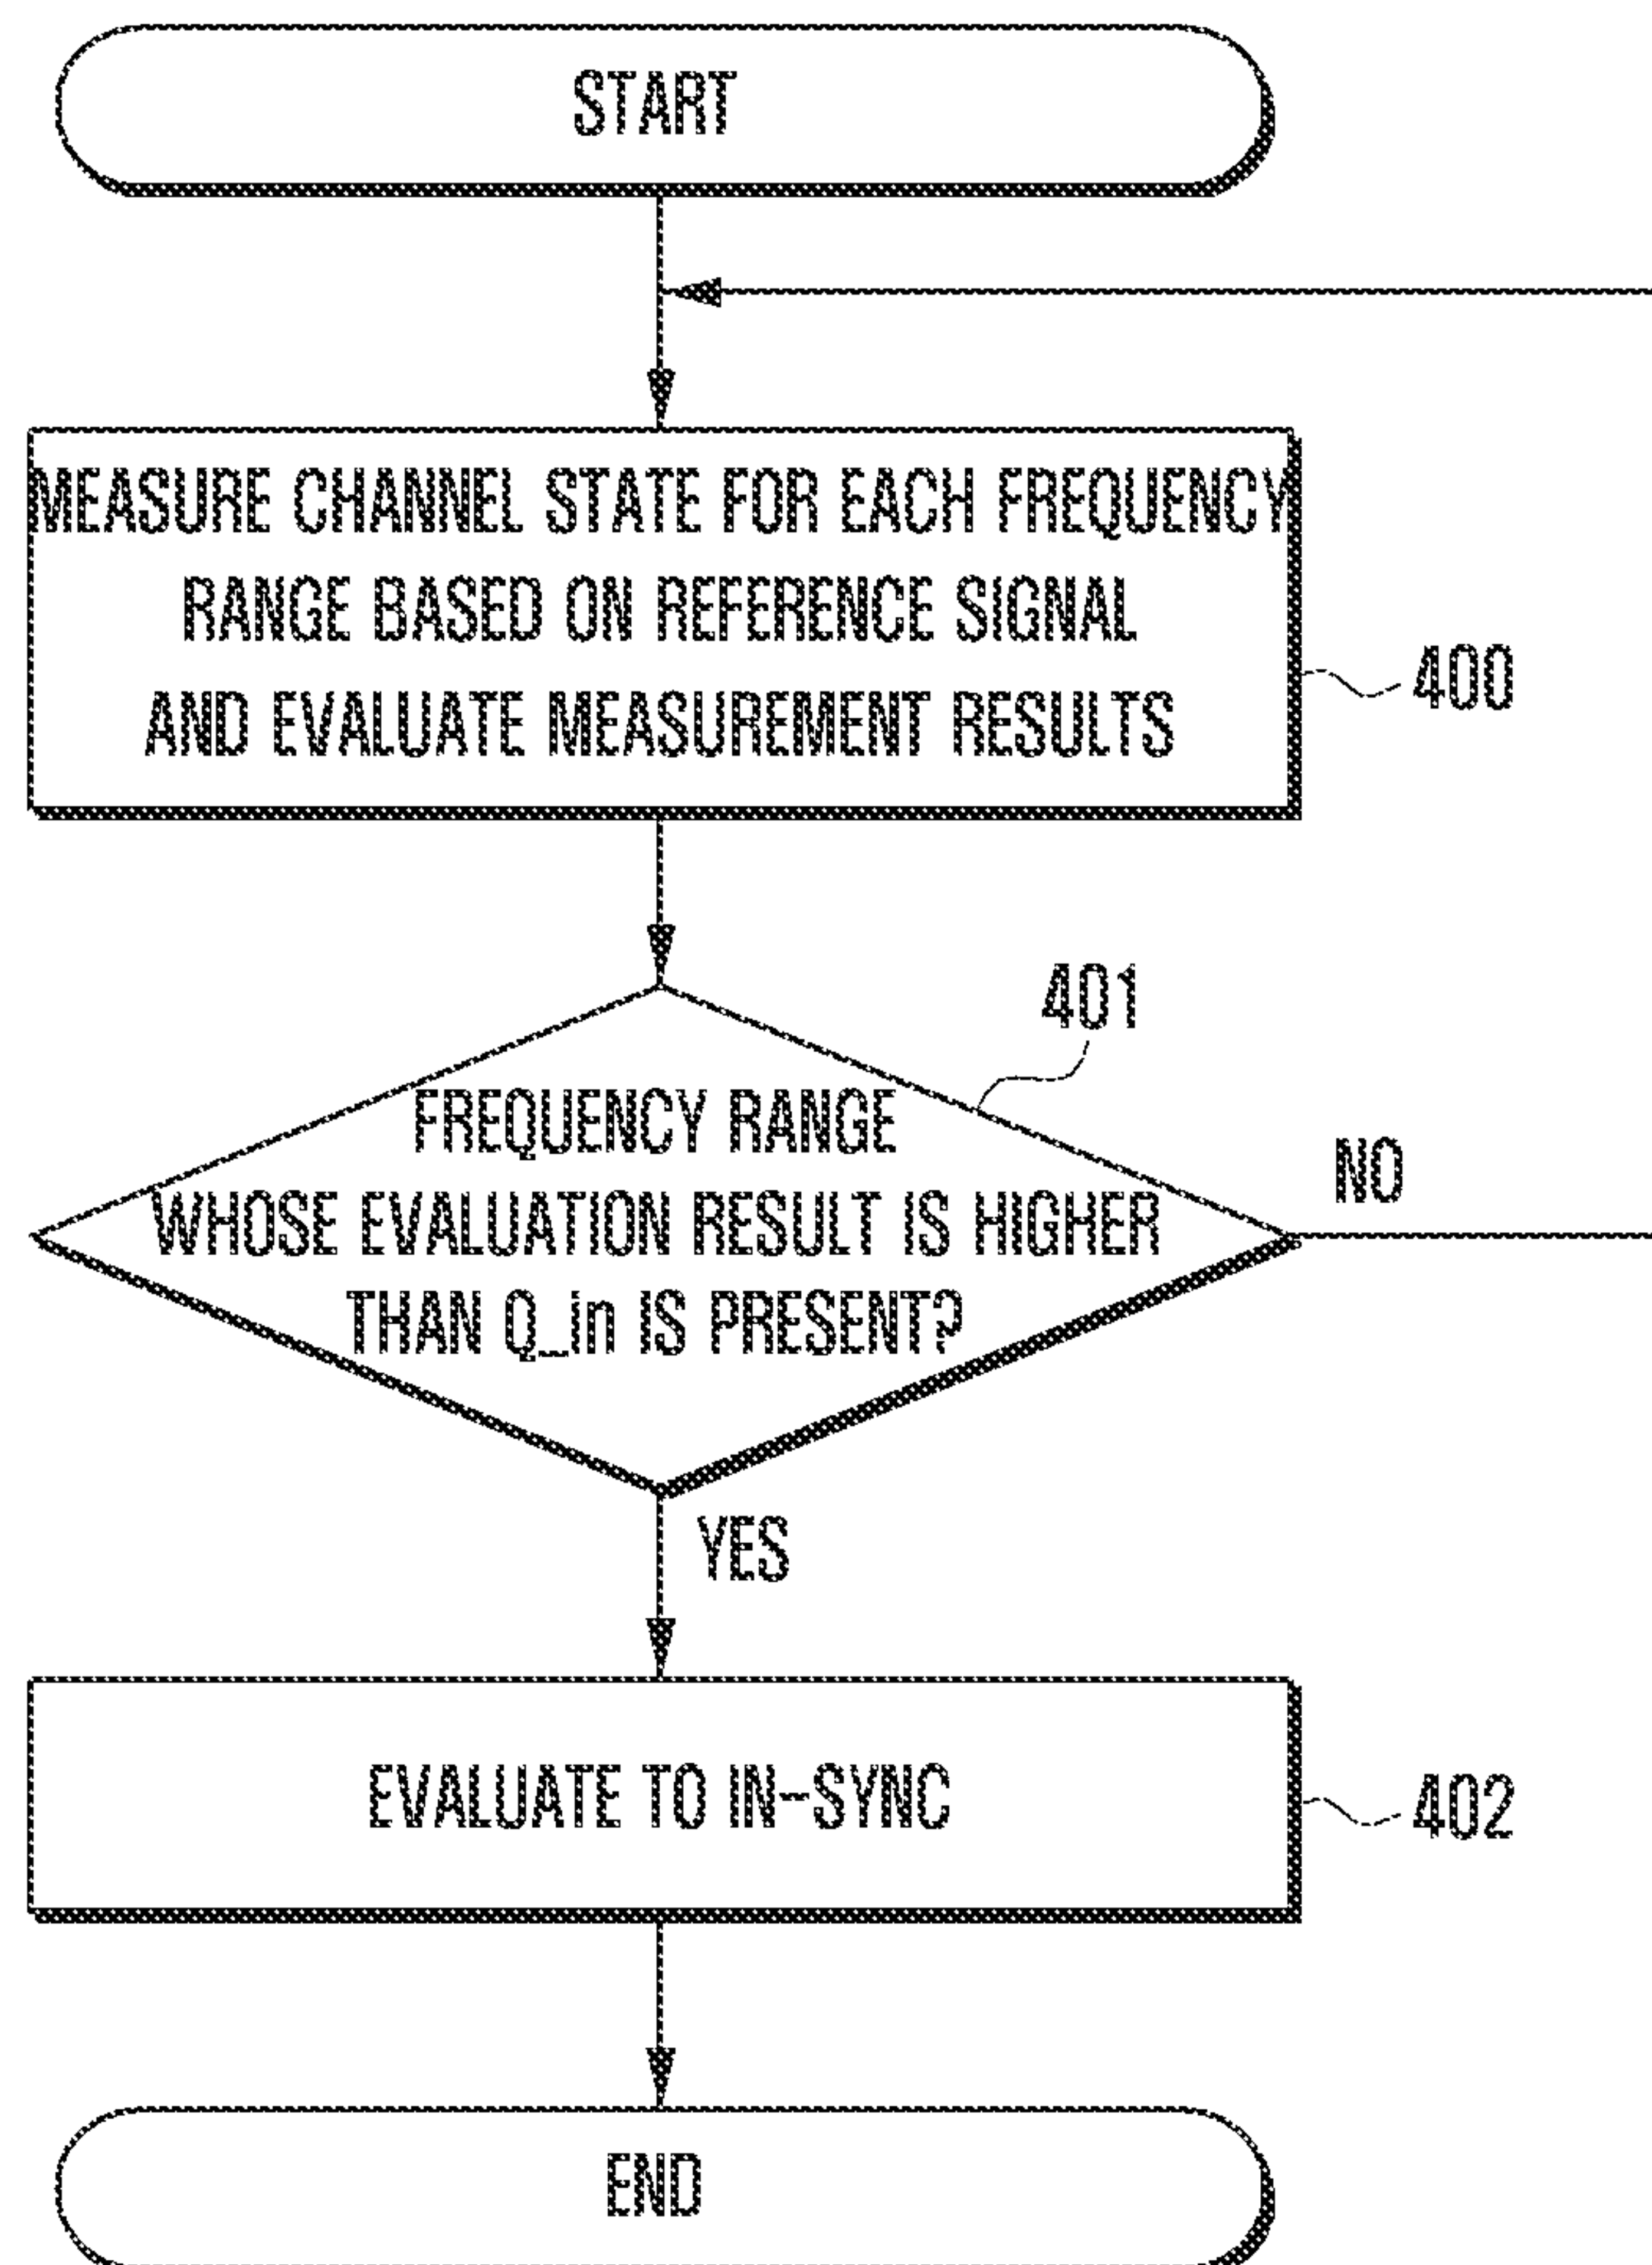 START
MEASURE CHANNEL STATE FOR EACH FREQUENCY
RANGE BASED ON REFERENCE SIGNAL
AND EVALUATE MEASUREMENT RESULTS
400
401
FREQUENCY RANGE
WHOSE EVALUATION RESULT IS HIGHER
THAN Q_in IS PRESENT?
NO
YES
EVALUATE TO IN-SYNC
402
END